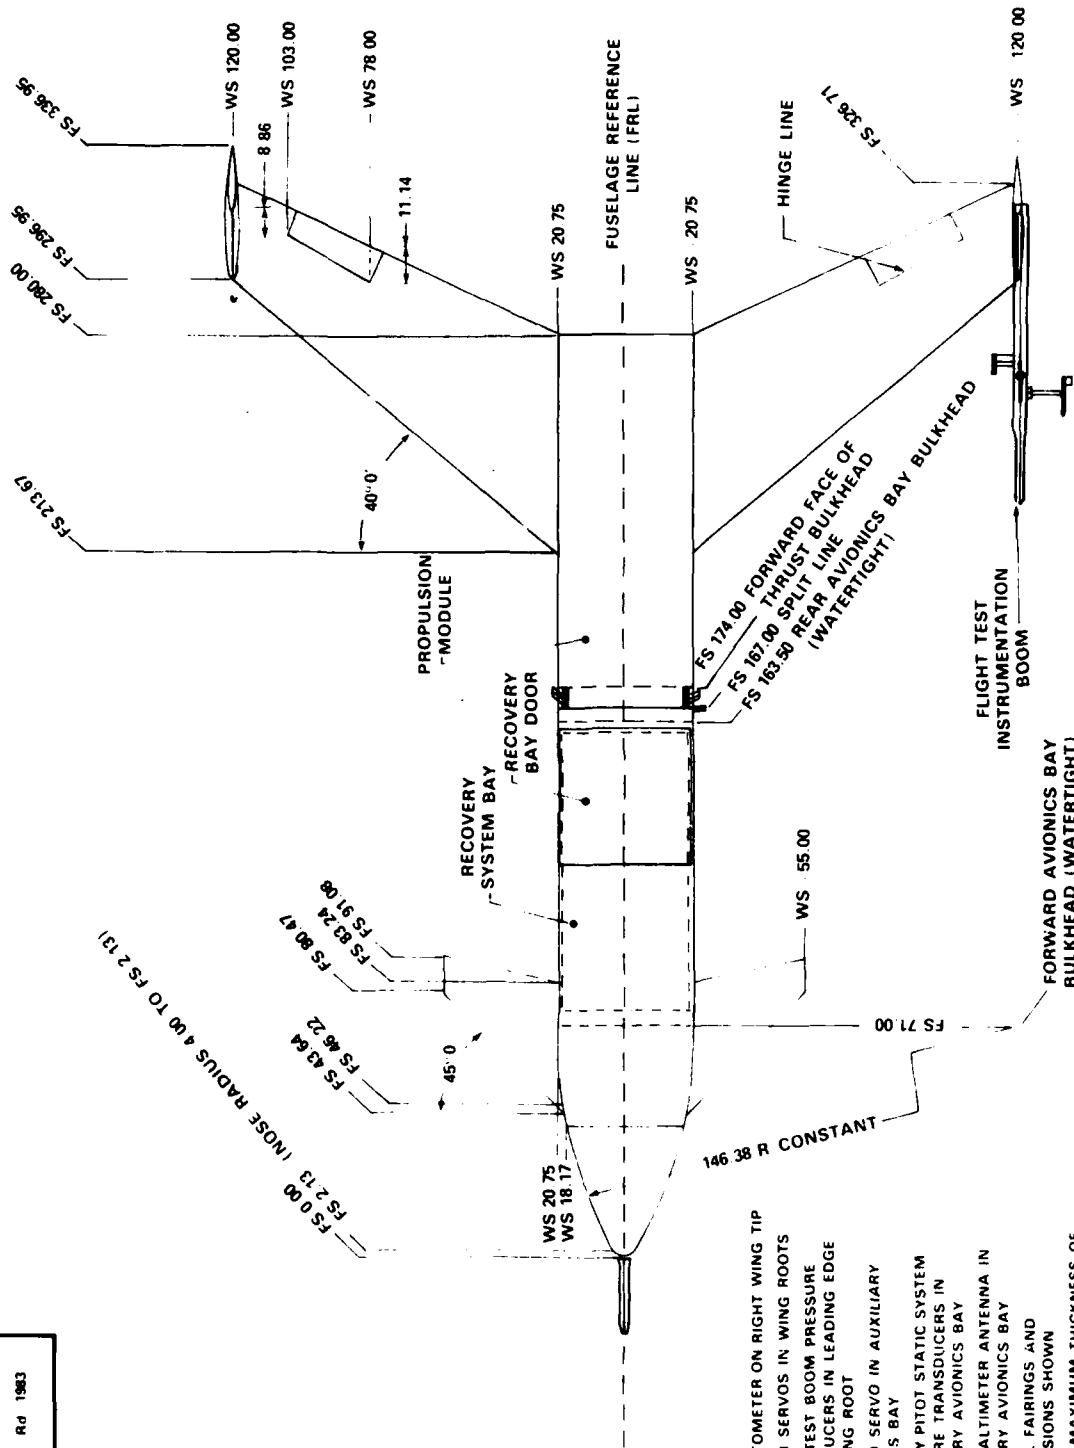 FS 336.95
FS 296.95
FS 280.00
FS 213.67
WS 120.00
8 86
WS 103.00
WS 78 00
11.14
40° 0'
FUSELAGE REFERENCE
LINE (FRL)
WS 20 75
WS 20 75
HINGE LINE
FS 326 71
WS 120 00
PROPULSION
MODULE
RECOVERY
BAY DOOR
RECOVERY
SYSTEM BAY
FS 174.00 FORWARD FACE OF
THRUST BULKHEAD
FS 167.00 SPLIT LINE
FS 163.50 REAR AVIONICS BAY BULKHEAD
(WATERTIGHT)
FLIGHT TEST
INSTRUMENTATION
BOOM
FS 91.08
FS 83.24
FS 80.47
WS 55.00
FS 71.00
FORWARD AVIONICS BAY
BULKHEAD (WATERTIGHT)
FS 46 22
FS 43.64
45° 0
FS 2.13 (NOSE RADIUS 4 00 TO FS 2 13)
FS 0 00
WS 20 75
WS 18.17
146 38 R CONSTANT
TOMETER ON RIGHT WING TIP
SERVOS IN WING ROOTS
TEST BOOM PRESSURE
UCERS IN LEADING EDGE
NG ROOT
SERVO IN AUXILIARY
S BAY
Y PITOT STATIC SYSTEM
RE TRANSDUCERS IN
RY AVIONICS BAY
ALTIMETER ANTENNA IN
RY AVIONICS BAY
FAIRINGS AND
SIONS SHOWN
MAXIMUM THICKNESS OF
Rd 1983